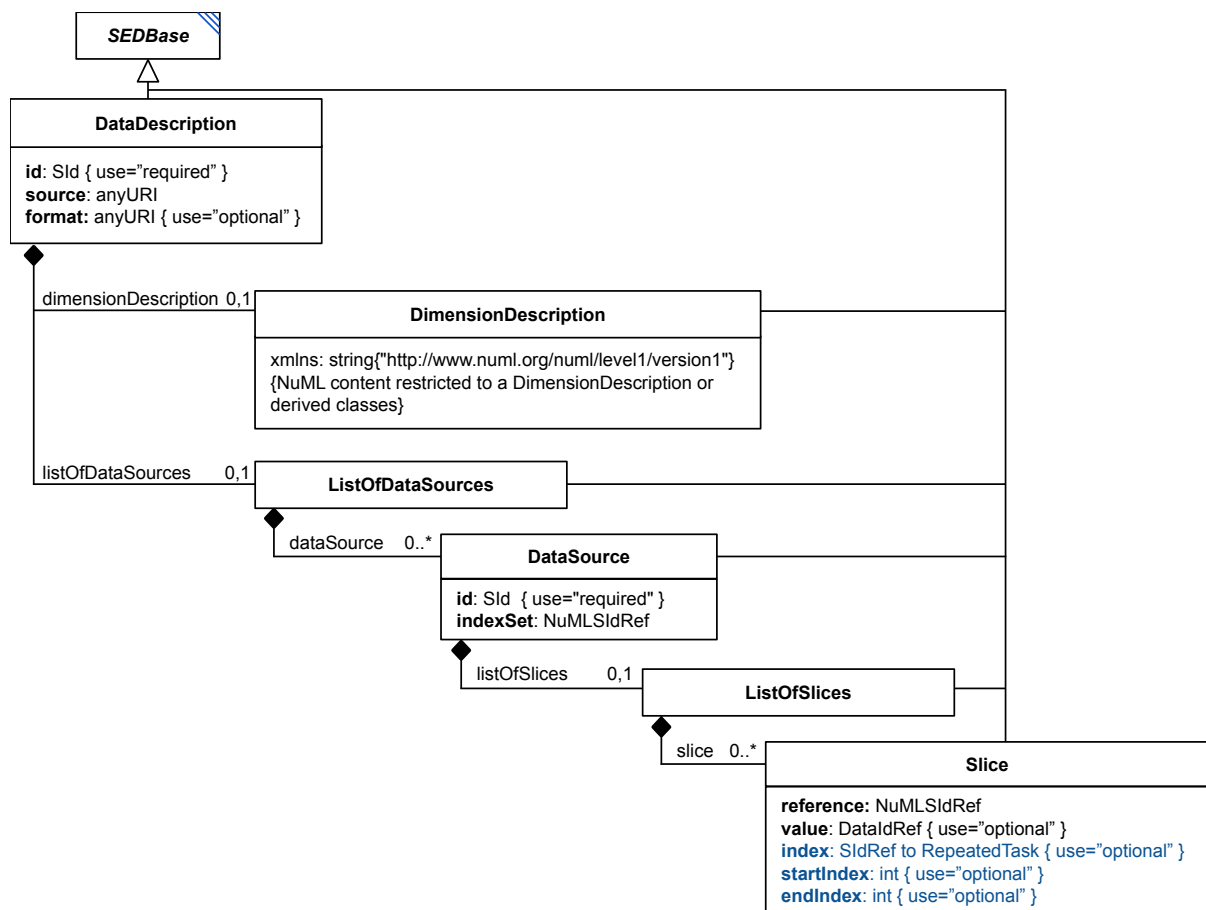 SEDBase
DataDescription
id: SId { use=”required” }
source: anyURI
format: anyURI { use=”optional” }
dimensionDescription 0,1
DimensionDescription
xmlns: string{"http://www.numl.org/numl/level1/version1"}
{NuML content restricted to a DimensionDescription or
derived classes}
listOfDataSources 0,1
ListOfDataSources
dataSource 0..*
DataSource
id: SId { use="required" }
indexSet: NuMLSIdRef
listOfSlices 0,1
ListOfSlices
slice 0..*
Slice
reference: NuMLSIdRef
value: DataIdRef { use=”optional” }
index: SIdRef to RepeatedTask { use=”optional” }
startIndex: int { use=”optional” }
endIndex: int { use=”optional” }